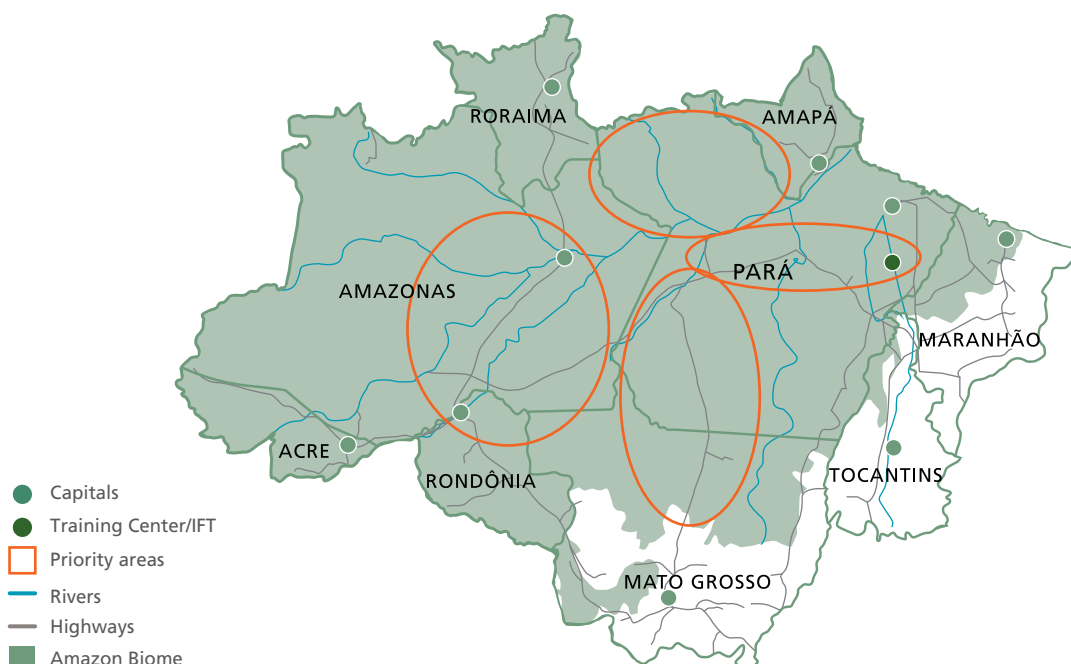 RORAIMA
AMAPÁ
PARÁ
AMAZONAS
MARANHÃO
ACRE
RONDÔNIA
TOCANTINS
MATO GROSSO
Capitals
Training Center/IFT
Priority areas
Rivers
Highways
Amazon Biome